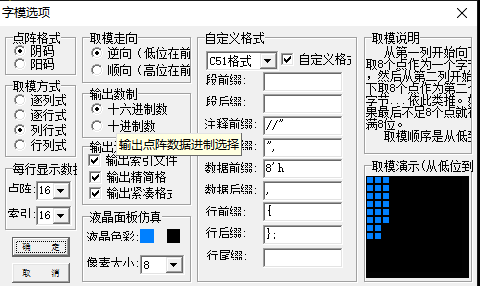 字模选项
点阵格式
阴码
阳码
取模方式
逐列式
逐行式
列行式
行列式
每行显示数据
点阵: 16
索引: 16
确 定
取 消
取模走向
逆向（低位在前
顺向（高位在前
输出数制
十六进制数
十进制数
输出点阵数据进制选择
输出
输出索引文件
输出精简格
输出紧凑格式
液晶面板仿真
液晶色彩:
像素大小: 8
自定义格式
C51格式
自定义格式
段前缀:
段后缀:
注释前缀: //"
",
数据前缀: 8'h
数据后缀: ,
行前缀: {
行后缀: };
行尾缀:
取模说明
从第一列开始向下
取8个点作为一个字节
，然后从第二列开始
下取8个点作为第二个
字节...依此类推。如
果最后不足8个点就补
满8位。
取模顺序是从低到
取模演示(从低位到